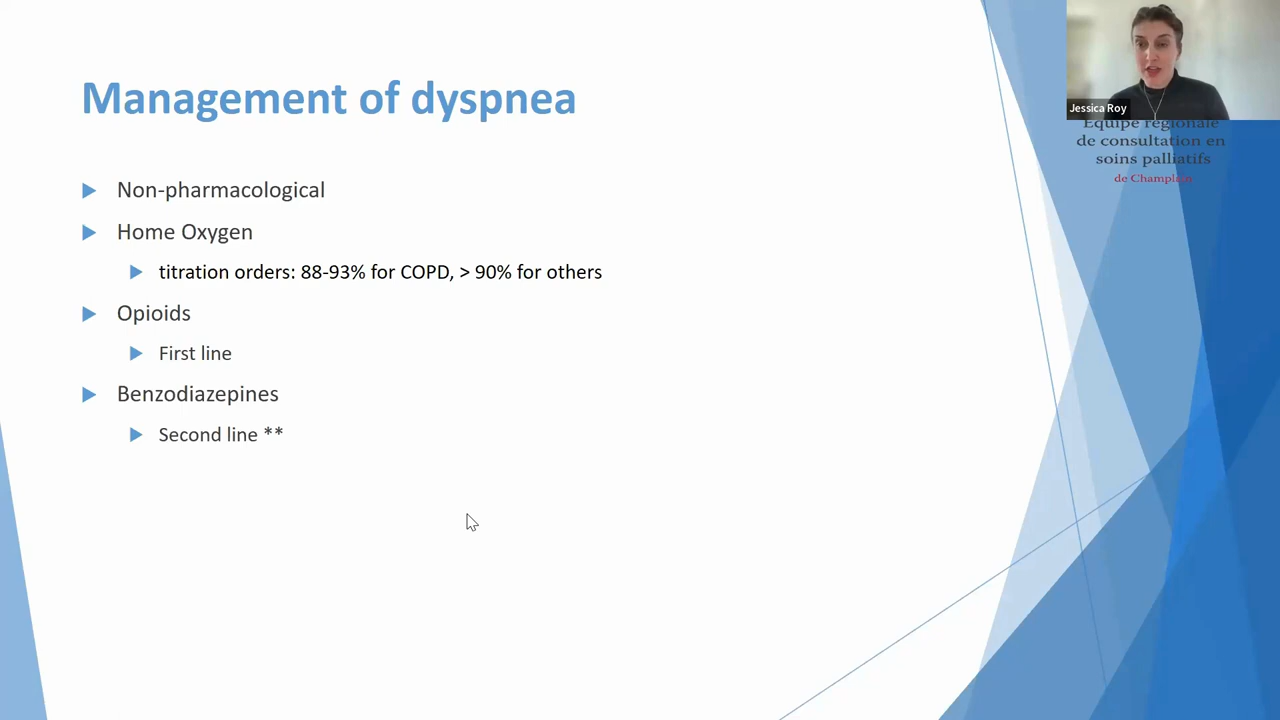 Management of dyspnea
Non-pharmacological
Home Oxygen
titration orders: 88-93% for COPD, > 90% for others
Opioids
First line
Benzodiazepines
Second line **
Jessica Roy
Équipe régionale
de consultation en
soins palliatifs
de Champlain